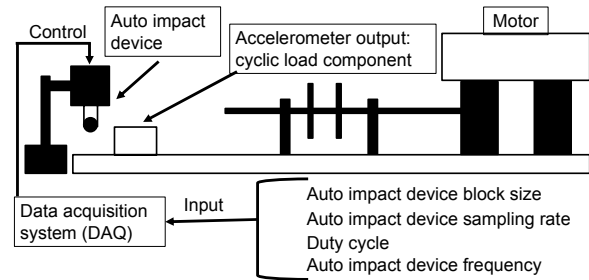 Control
Auto impact
device
Accelerometer output:
cyclic load component
Motor
Data acquisition
system (DAQ)
Input
Auto impact device block size
Auto impact device sampling rate
Duty cycle
Auto impact device frequency